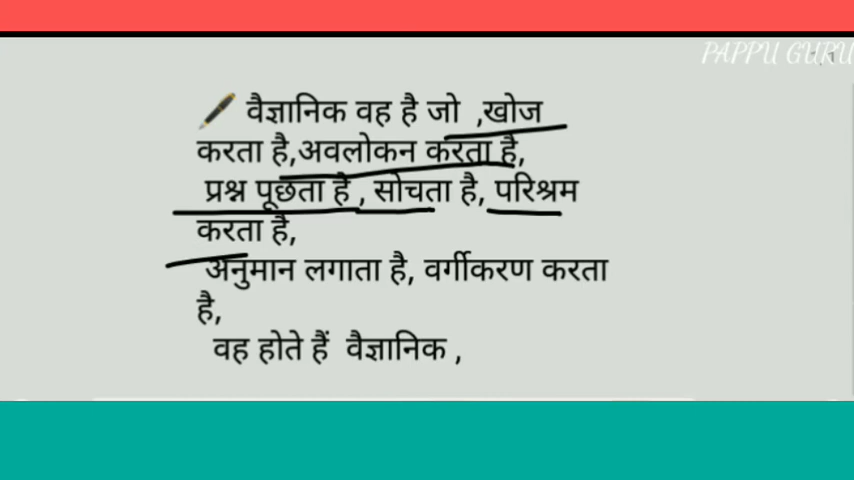 PAPPU GURU
वैज्ञानिक वह है जो ,खोज
करता है,अवलोकन करता है,
प्रश्न पूछता है , सोचता है, परिश्रम
करता है,
अनुमान लगाता है, वर्गीकरण करता
है,
वह होते हैं वैज्ञानिक ,